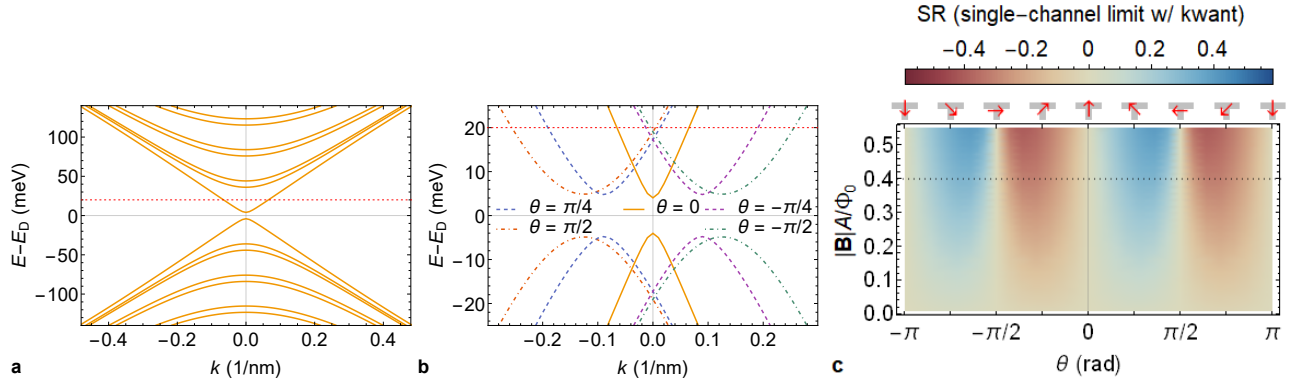 SR (single−channel limit w/ kwant)
−0.4 −0.2 0 0.2 0.4
E−E_D (meV)
100
50
0
−50
−100
−0.4 −0.2 0.0 0.2 0.4
k (1/nm)
a
E−E_D (meV)
20
10
0
−10
−20
θ = π/4 θ = 0 θ = −π/4
θ = π/2 θ = −π/2
−0.2 −0.1 0.0 0.1 0.2
k (1/nm)
b
|B|A/Φ₀
0.5
0.4
0.3
0.2
0.1
0.0
−π −π/2 0 π/2 π
θ (rad)
c